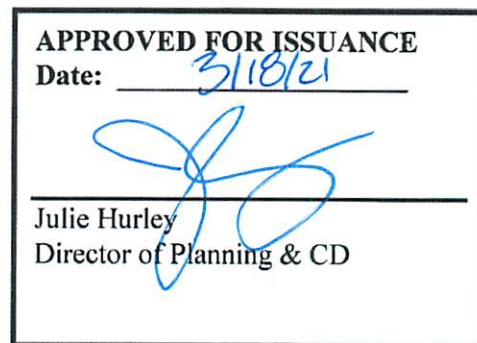 APPROVED FOR ISSUANCE
Date: 3/18/21
Julie Hurley
Director of Planning & CD